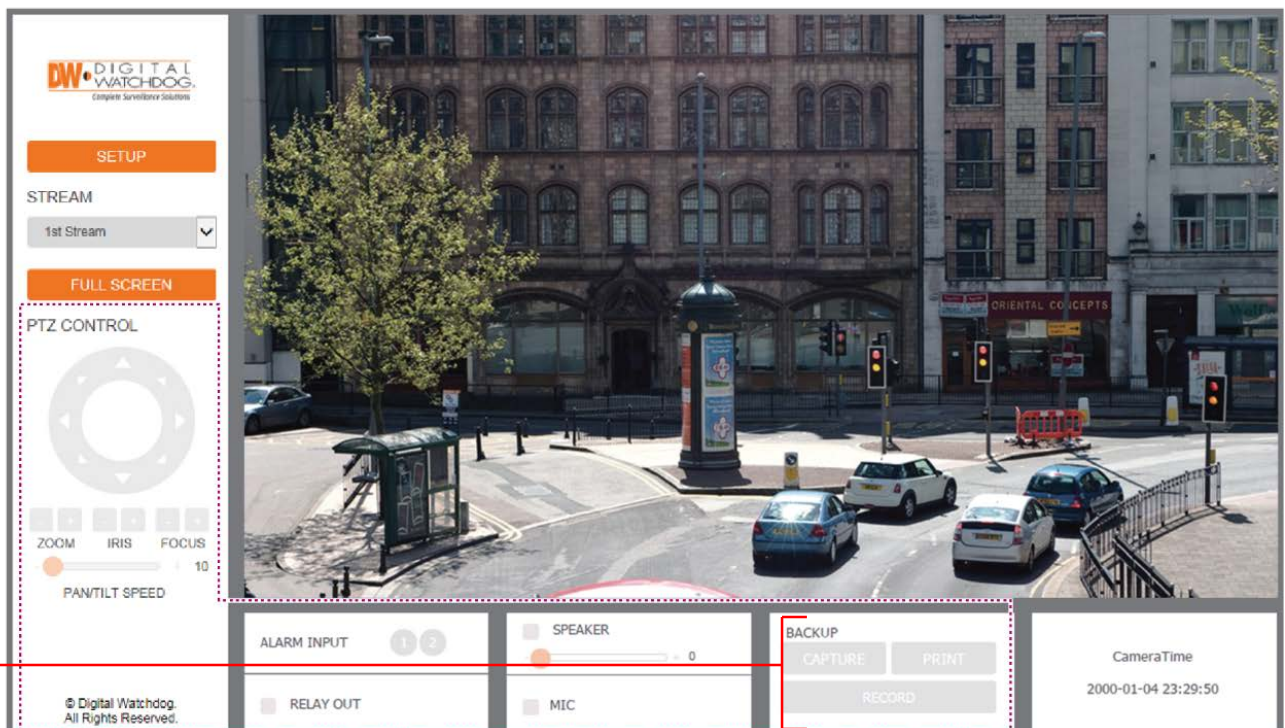 DW DIGITAL
WATCHDOG.
Complete Surveillance Solutions
SETUP
STREAM
1st Stream
FULL SCREEN
PTZ CONTROL
- + - + - +
ZOOM IRIS FOCUS
- + 10
PAN/TILT SPEED
© Digital Watchdog.
All Rights Reserved.
ORIENTAL CONCEPTS
ALARM INPUT 1 2
RELAY OUT
SPEAKER
- + 0
MIC
BACKUP
CAPTURE PRINT
RECORD
CameraTime
2000-01-04 23:29:50